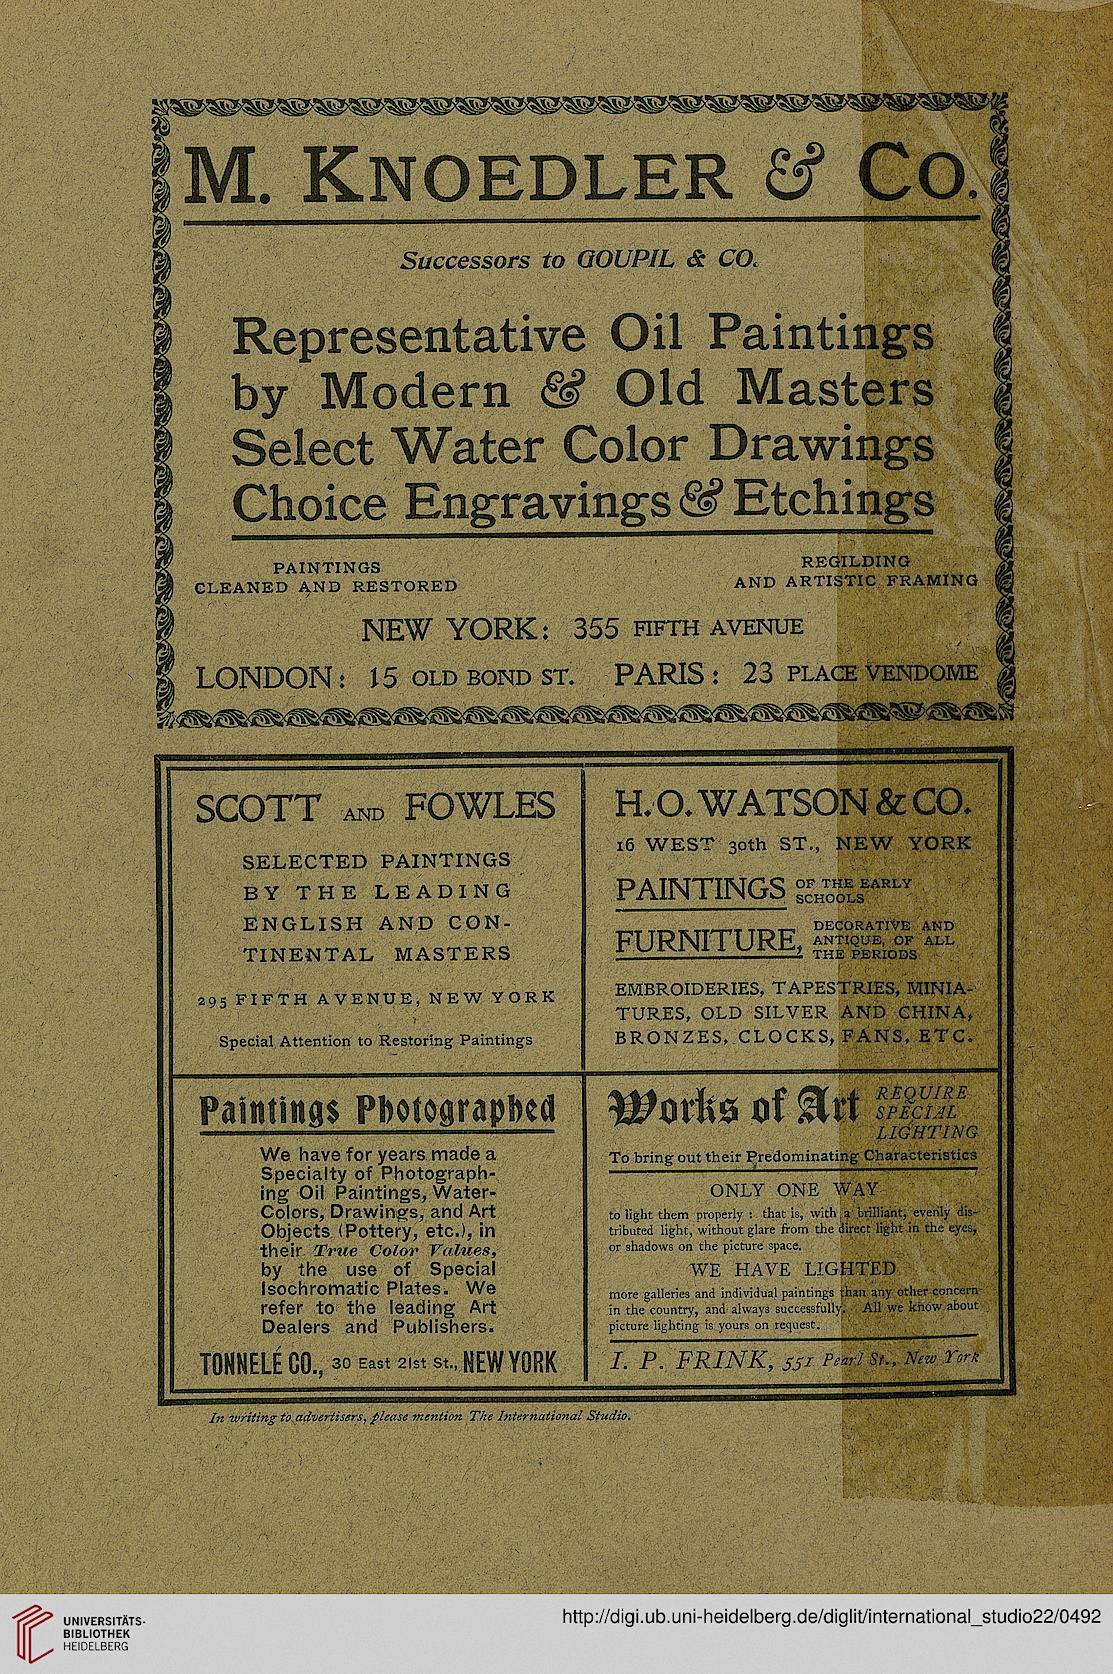 M. KNOEDLER & CO.
Successors to GOUPIL & CO.
Representative Oil Paintings
by Modern & Old Masters
Select Water Color Drawings
Choice Engravings & Etchings
PAINTINGS
CLEANED AND RESTORED
REGILDING
AND ARTISTIC FRAMING
NEW YORK: 355 FIFTH AVENUE
LONDON: 15 OLD BOND ST. PARIS: 23 PLACE VENDOME
SCOTT AND FOWLES
SELECTED PAINTINGS
BY THE LEADING
ENGLISH AND CON-
TINENTAL MASTERS
295 FIFTH AVENUE, NEW YORK
Special Attention to Restoring Paintings
H. O. WATSON & CO.
16 WEST 30th ST., NEW YORK
PAINTINGS OF THE EARLY
SCHOOLS
FURNITURE, DECORATIVE AND
ANTIQUE, OF ALL
THE PERIODS
EMBROIDERIES, TAPESTRIES, MINIA-
TURES, OLD SILVER AND CHINA,
BRONZES, CLOCKS, FANS, ETC.
Paintings Photographed
We have for years made a
Specialty of Photograph-
ing Oil Paintings, Water-
Colors, Drawings, and Art
Objects (Pottery, etc.), in
their True Color Values,
by the use of Special
Isochromatic Plates. We
refer to the leading Art
Dealers and Publishers.
TONNELÉ CO., 30 East 21st St., NEW YORK
Works of Art REQUIRE
SPECIAL
LIGHTING
To bring out their Predominating Characteristics
ONLY ONE WAY
to light them properly : that is, with a brilliant, evenly dis-
tributed light, without glare from the direct light in the eyes,
or shadows on the picture space.
WE HAVE LIGHTED
more galleries and individual paintings than any other concern
in the country, and always successfully. All we know about
picture lighting is yours on request.
I. P. FRINK, 551 Pearl St., New York
In writing to advertisers, please mention The International Studio.
UNIVERSITÄTS-
BIBLIOTHEK
HEIDELBERG
http://digi.ub.uni-heidelberg.de/diglit/international_studio22/0492